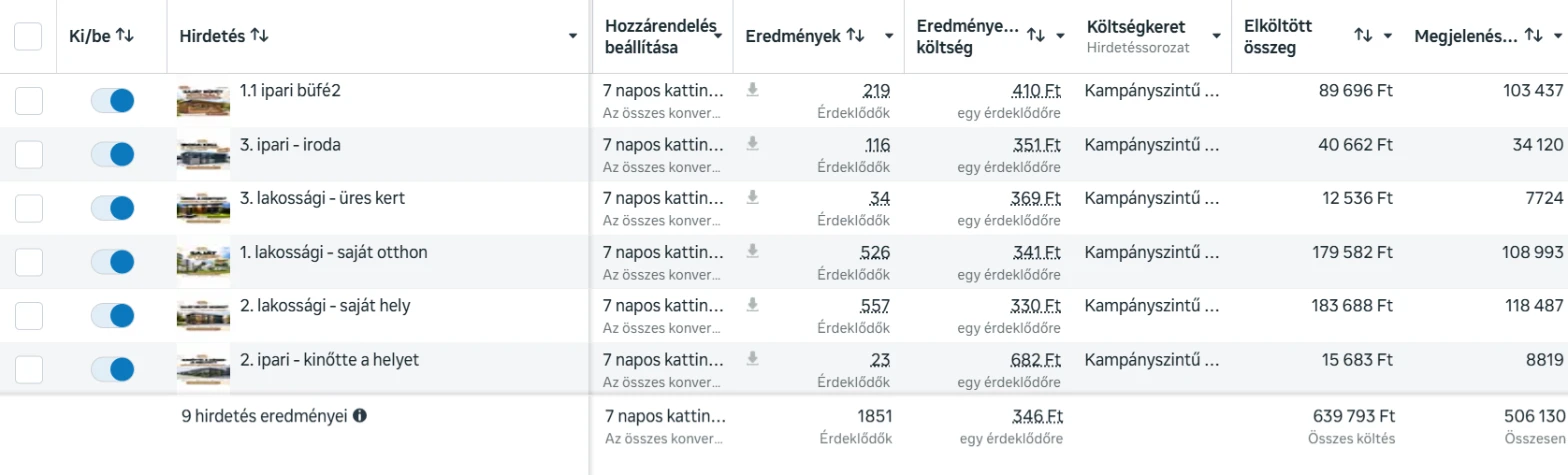 Ki/be Hirdetés Hozzárendelés beállítása Eredmények Eredménye... költség Költségkeret Hirdetéssorozat Elköltött összeg Megjelenés...
1.1 ipari büfé2 7 napos kattin... 219 410 Ft Kampányszintű ... 89 696 Ft 103 437
Az összes konver... Érdeklődők egy érdeklődőre
3. ipari - iroda 7 napos kattin... 116 351 Ft Kampányszintű ... 40 662 Ft 34 120
Az összes konver... Érdeklődők egy érdeklődőre
3. lakossági - üres kert 7 napos kattin... 34 369 Ft Kampányszintű ... 12 536 Ft 7724
Az összes konver... Érdeklődők egy érdeklődőre
1. lakossági - saját otthon 7 napos kattin... 526 341 Ft Kampányszintű ... 179 582 Ft 108 993
Az összes konver... Érdeklődők egy érdeklődőre
2. lakossági - saját hely 7 napos kattin... 557 330 Ft Kampányszintű ... 183 688 Ft 118 487
Az összes konver... Érdeklődők egy érdeklődőre
2. ipari - kinőtte a helyet 7 napos kattin... 23 682 Ft Kampányszintű ... 15 683 Ft 8819
Az összes konver... Érdeklődők egy érdeklődőre
9 hirdetés eredményei 7 napos kattin... 1851 346 Ft 639 793 Ft 506 130
Az összes konver... Érdeklődők egy érdeklődőre Összes költés Összesen